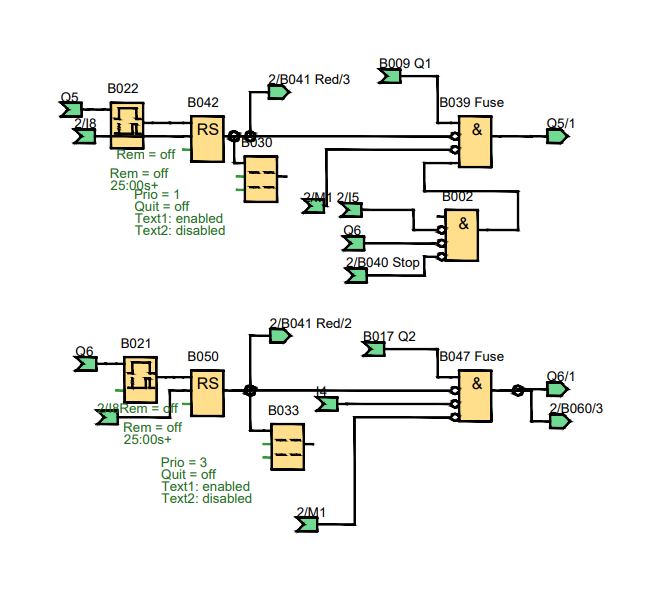 B009 Q1
2/B041 Red/3
B022
Q5
B042
B039 Fuse
2/I8
RS
&
Q5/1
B030
Rem = off
Rem = off
25:00s+
Prio = 1
Quit = off
Text1: enabled
Text2: disabled
2/M1
2/I5
B002
&
Q6
2/B040 Stop
2/B041 Red/2
B017 Q2
B021
Q6
B050
B047 Fuse
RS
&
Q6/1
I4
2/I8
Rem = off
B033
2/B060/3
Rem = off
25:00s+
Prio = 3
Quit = off
Text1: enabled
Text2: disabled
2/M1